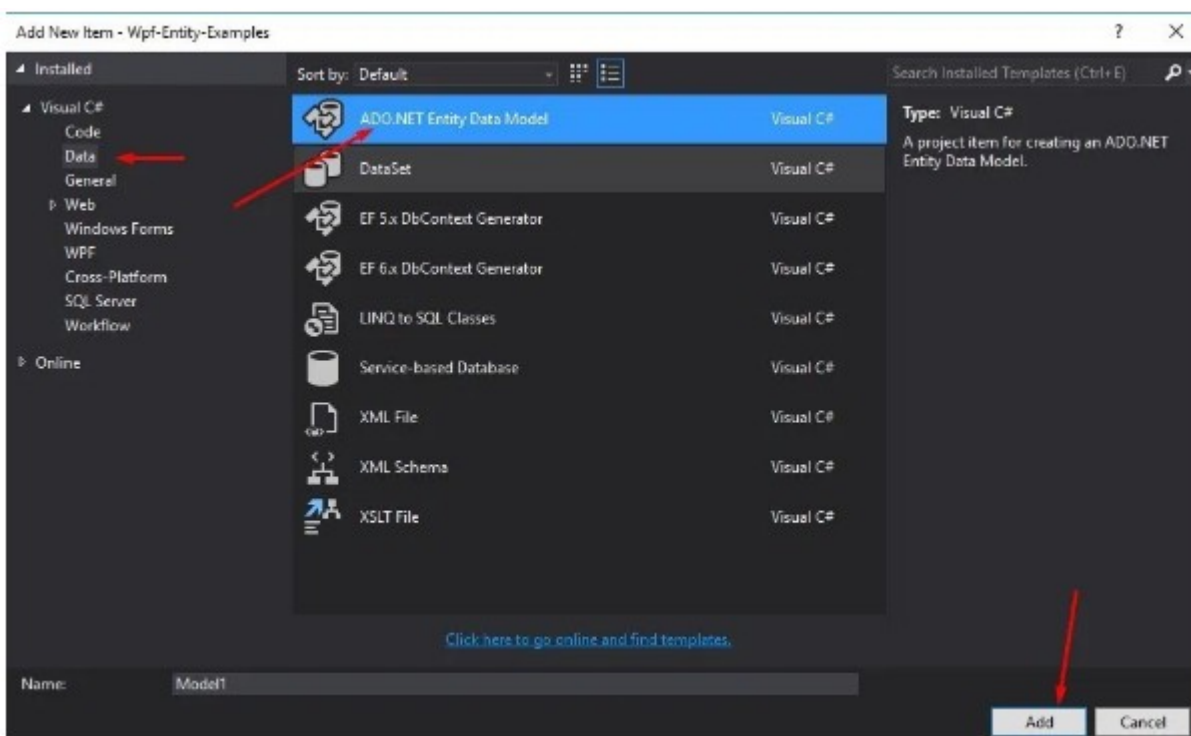 Add New Item - Wpf-Entity-Examples
?
Installed
Sort by: Default
Search Installed Templates (Ctrl+E)
Visual C#
Code
Data
General
Web
Windows Forms
WPF
Cross-Platform
SQL Server
Workflow
Online
ADO.NET Entity Data Model Visual C#
DataSet Visual C#
EF 5.x DbContext Generator Visual C#
EF 6.x DbContext Generator Visual C#
LINQ to SQL Classes Visual C#
Service-based Database Visual C#
XML File Visual C#
XML Schema Visual C#
XSLT File Visual C#
Type: Visual C#
A project item for creating an ADO.NET
Entity Data Model.
Click here to go online and find templates.
Name: Model1
Add Cancel